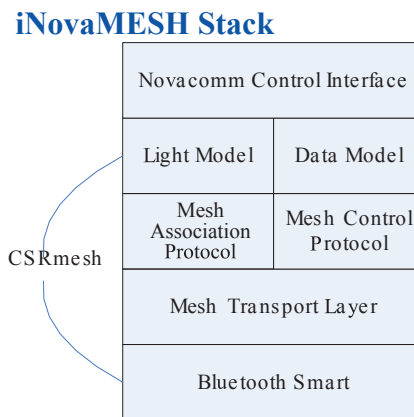 iNovaMESH Stack
Novacomm Control Interface
Light Model
Data Model
Mesh
Association
Protocol
Mesh Control
Protocol
CSRmesh
Mesh Transport Layer
Bluetooth Smart